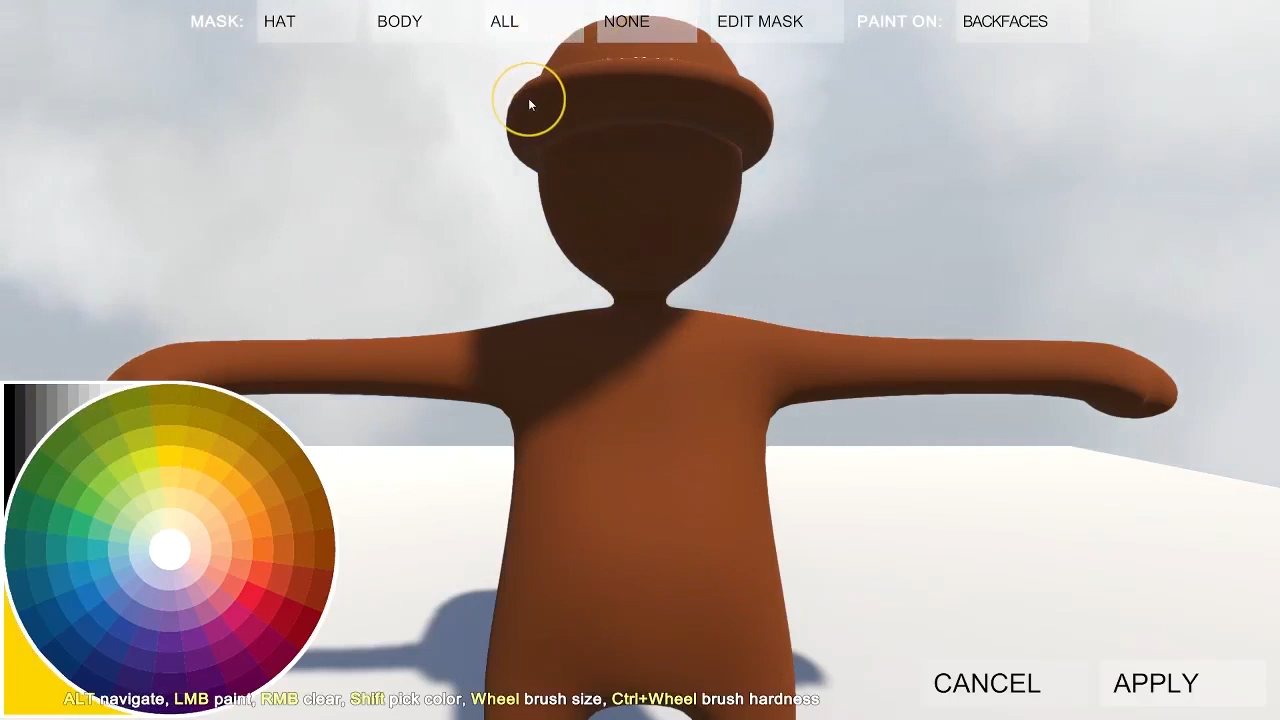 MASK: HAT BODY ALL NONE EDIT MASK PAINT ON: BACKFACES
CANCEL APPLY
ALT navigate, LMB paint, RMB clear, Shift pick color, Wheel brush size, Ctrl+Wheel brush hardness